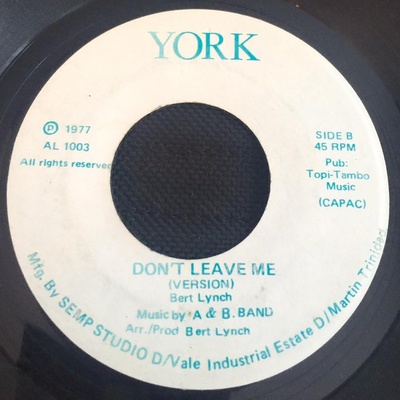 YORK
℗ 1977
AL 1003
All rights reserved
SIDE B
45 RPM
Pub:
Topi-Tambo
Music
(CAPAC)
DON'T LEAVE ME
(VERSION)
Bert Lynch
Music by A & B. BAND
Arr./Prod Bert Lynch
Mfg. By SEMP STUDIO D/Vale Industrial Estate D/Martin Trinidad